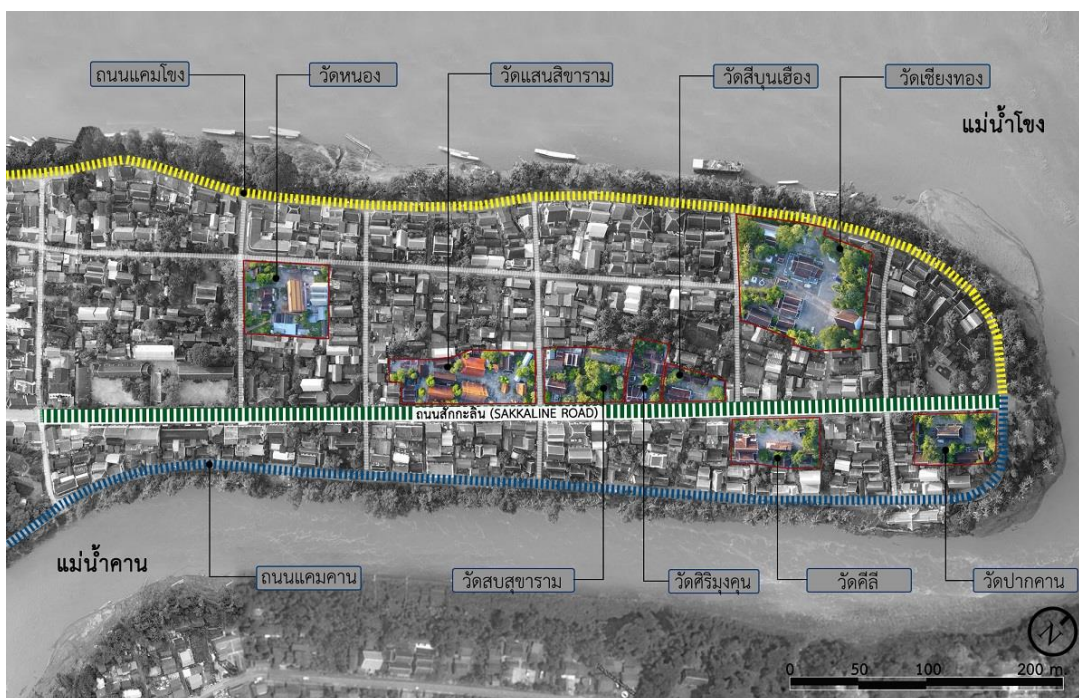 ถนนแคมโขง
วัดหนอง
วัดแสนสิขาราม
วัดสีบุนเฮือง
วัดเชียงทอง
แม่น้ำโขง
ถนนสักกะลิน (SAKKALINE ROAD)
แม่น้ำคาน
ถนนแคมคาน
วัดสบสุขาราม
วัดศิริมุงคุน
วัดคีลี
วัดปากคาน
N
0 50 100 200 m.